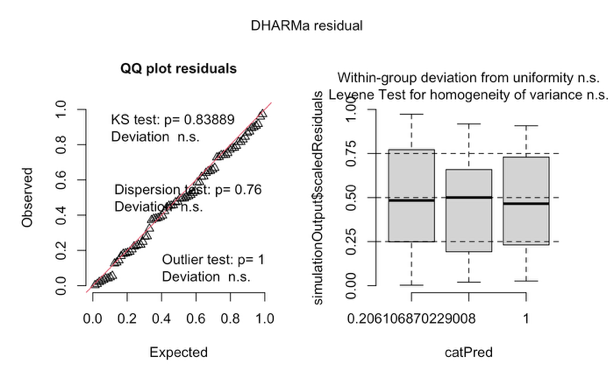 DHARMa residual
QQ plot residuals
KS test: p= 0.83889
Deviation n.s.
Dispersion test: p= 0.76
Deviation n.s.
Outlier test: p= 1
Deviation n.s.
Observed
0.0 0.2 0.4 0.6 0.8 1.0
0.0 0.2 0.4 0.6 0.8 1.0
Expected
Within-group deviation from uniformity n.s.
Levene Test for homogeneity of variance n.s.
simulationOutput$scaledResiduals
0.00 0.25 0.50 0.75 1.00
0.206106870229008 1
catPred